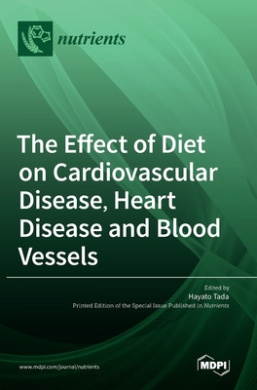 nutrients
The Effect of Diet
on Cardiovascular
Disease, Heart
Disease and Blood
Vessels
Edited by
Hayato Tada
Printed Edition of the Special Issue Published in Nutrients
www.mdpi.com/journal/nutrients
MDPI